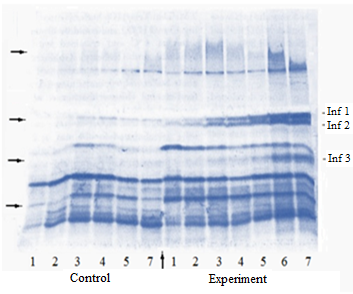 Inf 1
Inf 2
Inf 3
1 2 3 4 5 7 1 2 3 4 5 6 7
Control Experiment